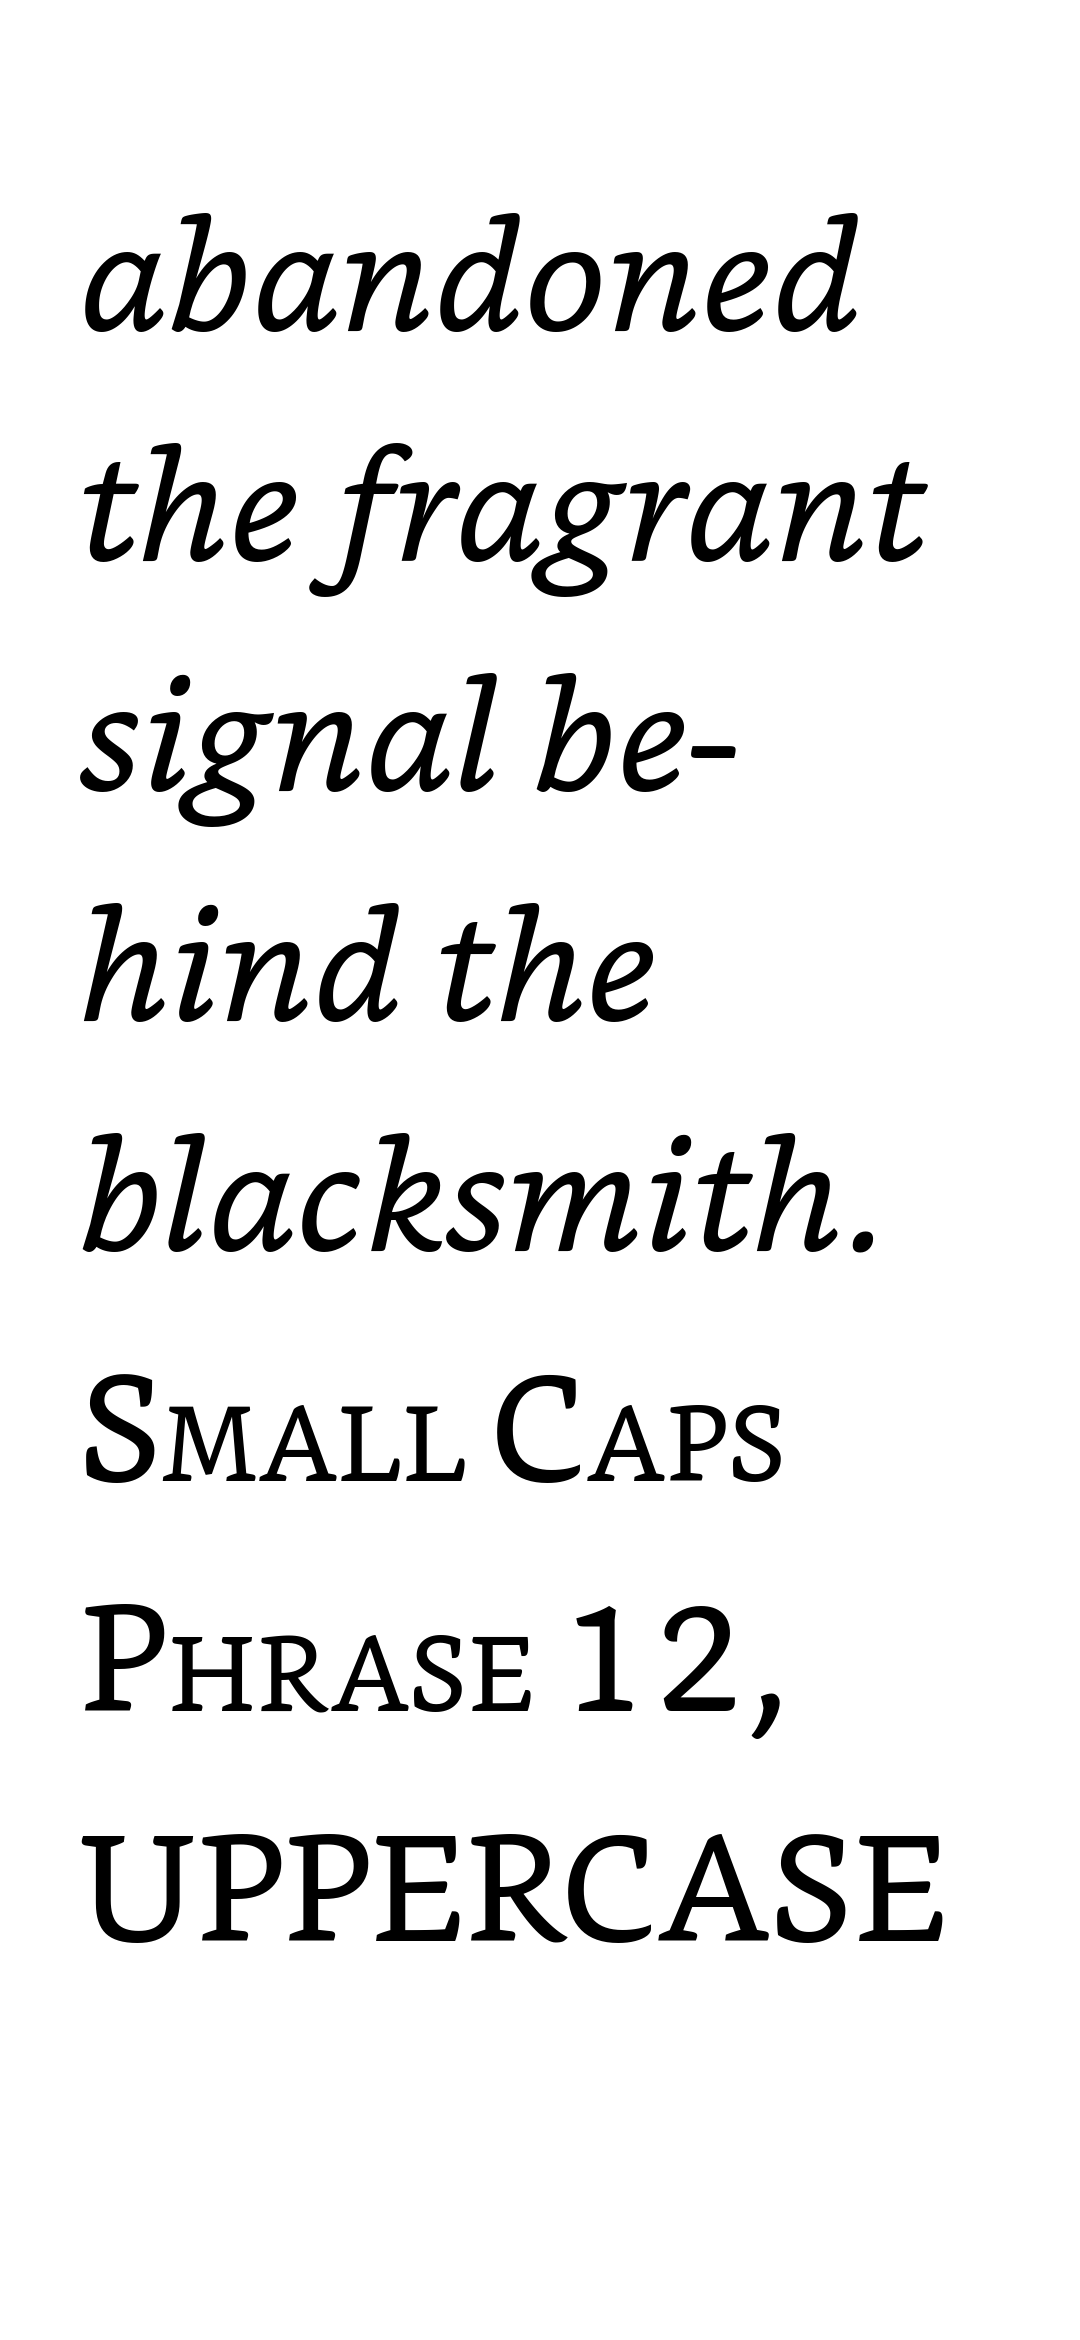 abandoned
the fragrant
signal be-
hind the
blacksmith.
Small Caps
Phrase 12,
UPPERCASE